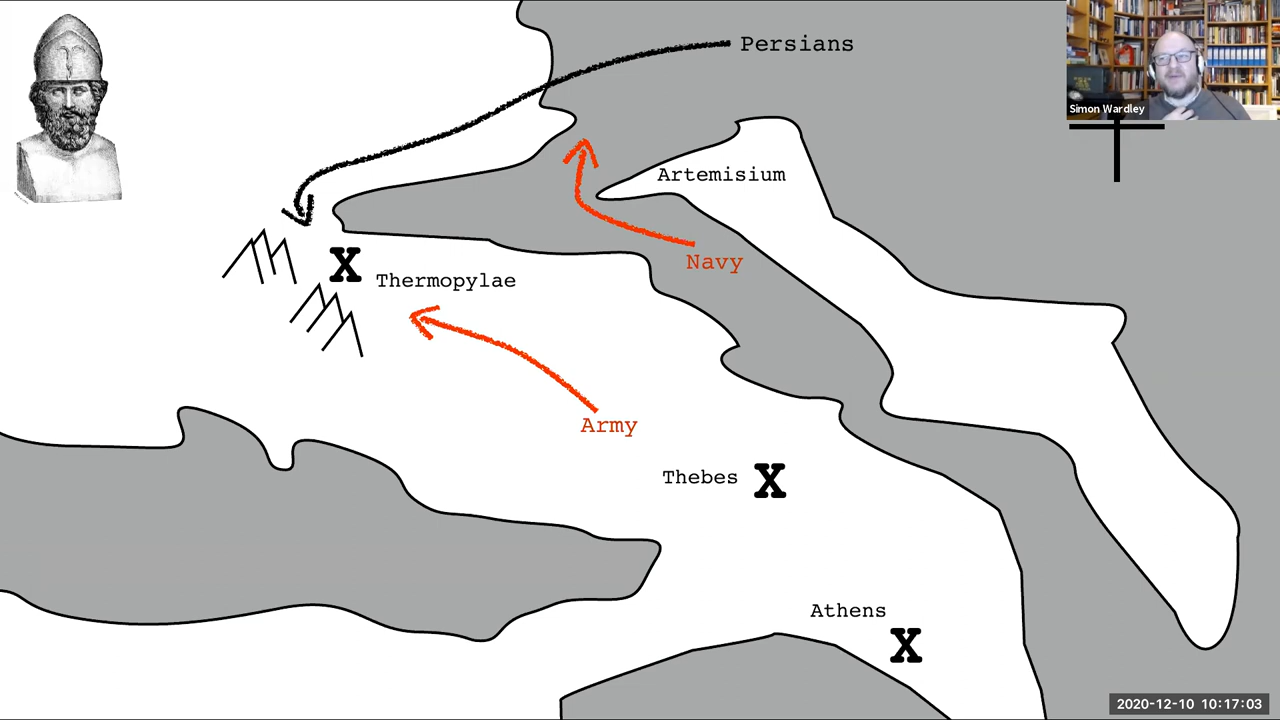 Persians
Simon Wardley
Artemisium
Navy
X
Thermopylae
Army
Thebes
X
Athens
X
2020-12-10 10:17:03